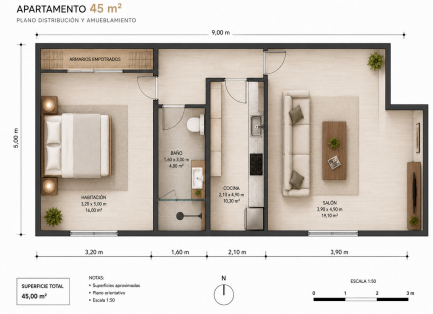 APARTAMENTO 45 m²
PLANO DISTRIBUCIÓN Y AMUEBLAMIENTO
9,00 m
ARMARIOS EMPOTRADOS
5,00 m
BAÑO
1,60 x 3,00 m
4,80 m²
HABITACIÓN
3,20 x 5,00 m
16,00 m²
COCINA
2,10 x 4,90 m
10,30 m²
SALÓN
3,90 x 4,90 m
19,10 m²
3,20 m
1,60 m
2,10 m
3,90 m
SUPERFICIE TOTAL
45,00 m²
NOTAS:
• Superficies aproximadas
• Plano orientativo
• Escala 1:50
N
ESCALA 1:50
0 1 2 3 m